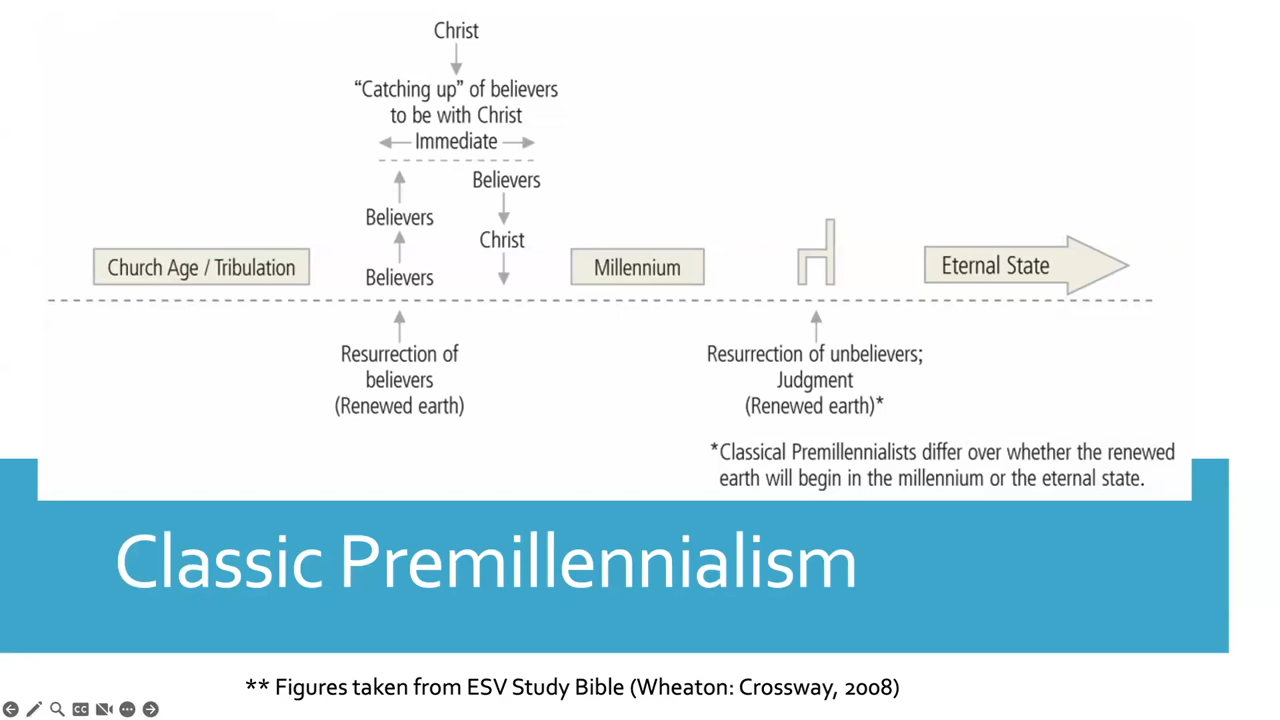 Christ
“Catching up” of believers
to be with Christ
Immediate
Believers
Believers
Christ
Believers
Church Age / Tribulation
Millennium
Eternal State
Resurrection of
believers
(Renewed earth)
Resurrection of unbelievers;
Judgment
(Renewed earth)*
*Classical Premillennialists differ over whether the renewed
earth will begin in the millennium or the eternal state.
Classic Premillennialism
** Figures taken from ESV Study Bible (Wheaton: Crossway, 2008)
CC